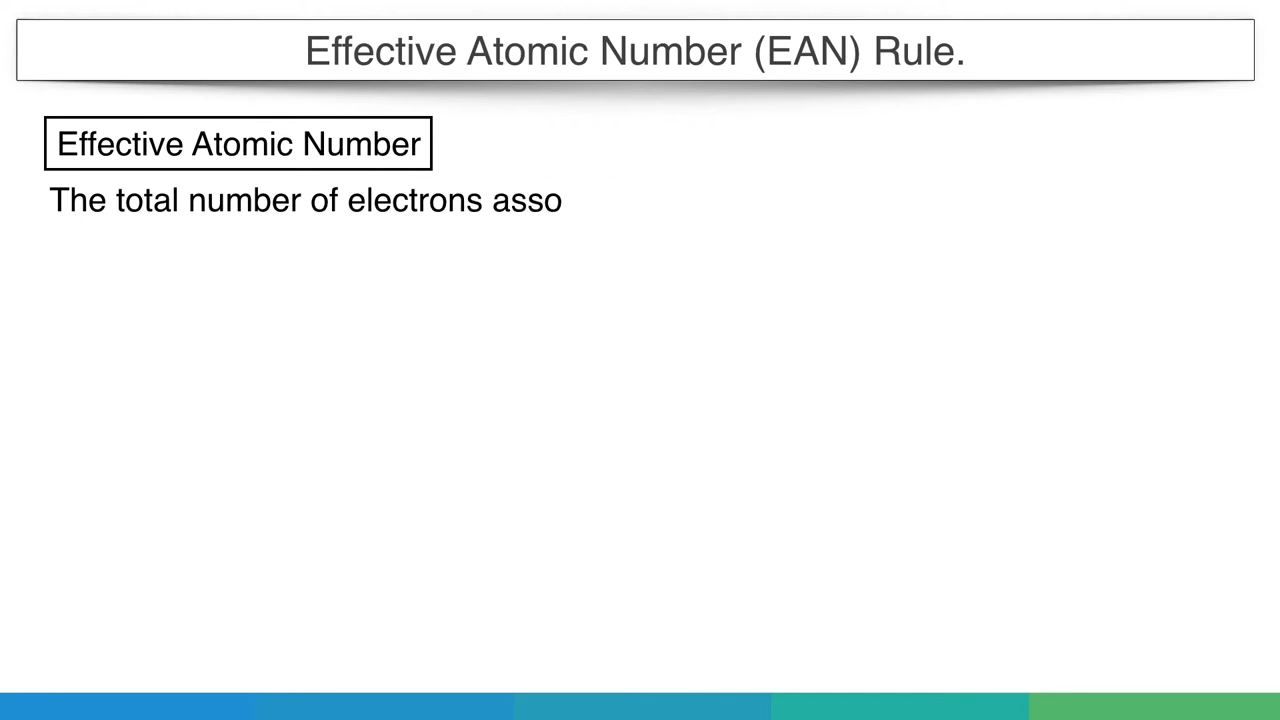 Effective Atomic Number (EAN) Rule.
Effective Atomic Number
The total number of electrons asso